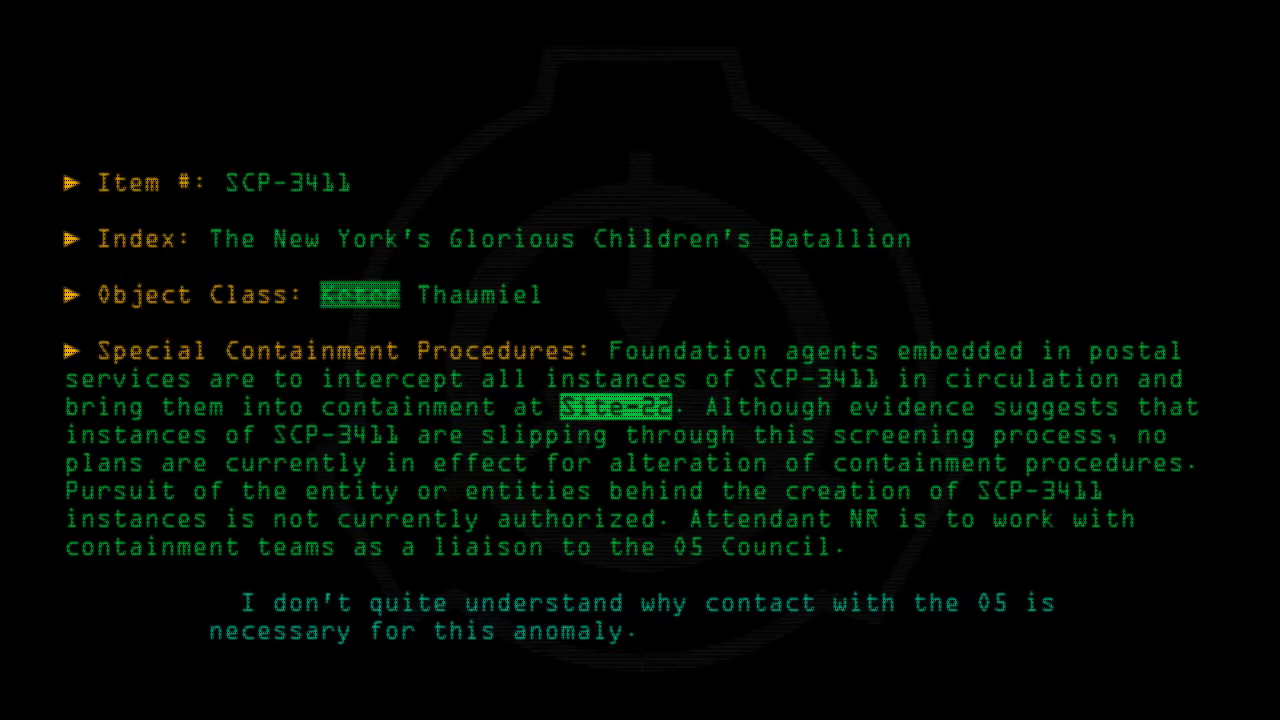 ► Item #: SCP-3411
► Index: The New York's Glorious Children's Batallion
► Object Class: Keter Thaumiel
► Special Containment Procedures: Foundation agents embedded in postal
services are to intercept all instances of SCP-3411 in circulation and
bring them into containment at Site-22. Although evidence suggests that
instances of SCP-3411 are slipping through this screening process, no
plans are currently in effect for alteration of containment procedures.
Pursuit of the entity or entities behind the creation of SCP-3411
instances is not currently authorized. Attendant NR is to work with
containment teams as a liaison to the O5 Council.
I don't quite understand why contact with the O5 is
necessary for this anomaly.